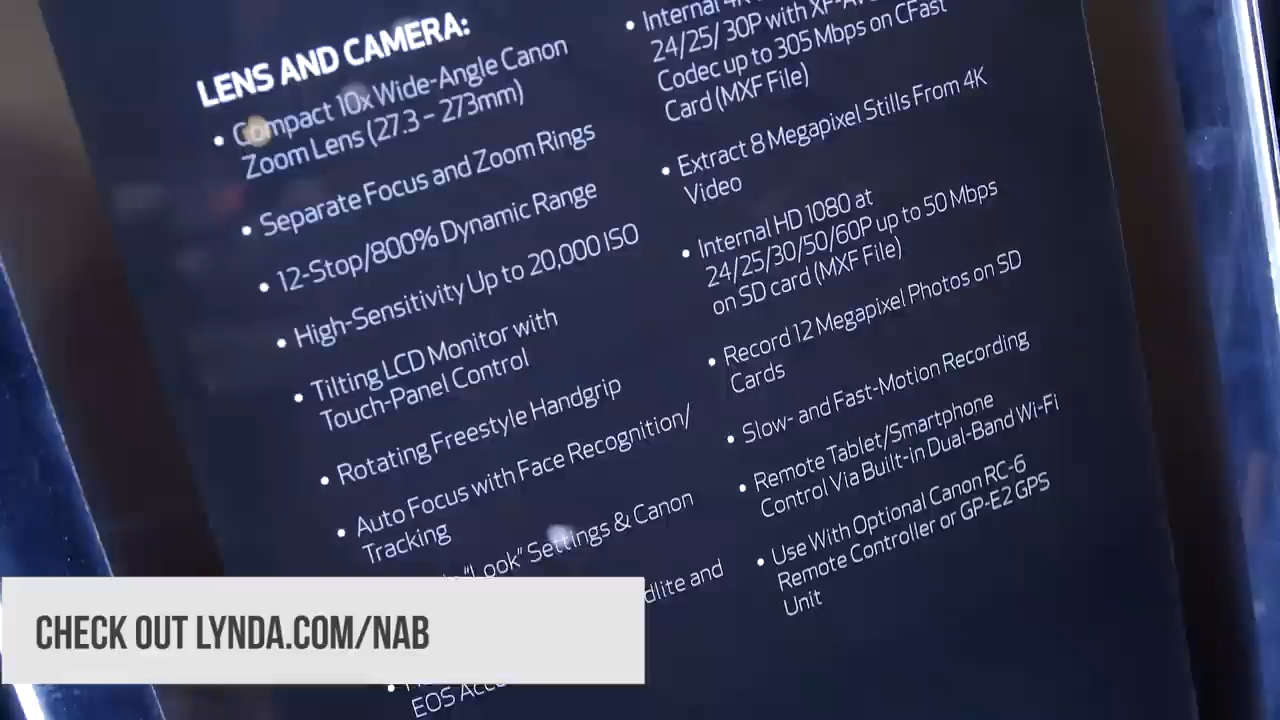 LENS AND CAMERA:
• Compact 10x Wide-Angle Canon
Zoom Lens (27.3 – 273mm)
• Separate Focus and Zoom Rings
• 12-Stop/800% Dynamic Range
• High-Sensitivity Up to 20,000 ISO
• Tilting LCD Monitor with
Touch-Panel Control
• Rotating Freestyle Handgrip
• Auto Focus with Face Recognition/
Tracking
"Look" Settings & Canon
and
EOS
• Internal 4K
24/25/ 30P with
Codec up to 305 Mbps on CFast
Card (MXF File)
• Extract 8 Megapixel Stills From 4K
Video
• Internal HD 1080 at
24/25/30/50/60P up to 50 Mbps
on SD card (MXF File)
• Record 12 Megapixel Photos on SD
Cards
• Slow- and Fast-Motion Recording
• Remote Tablet/Smartphone
Control Via Built-in Dual-Band Wi-Fi
• Use With Optional Canon RC-6
Remote Controller or GP-E2 GPS
Unit
CHECK OUT LYNDA.COM/NAB